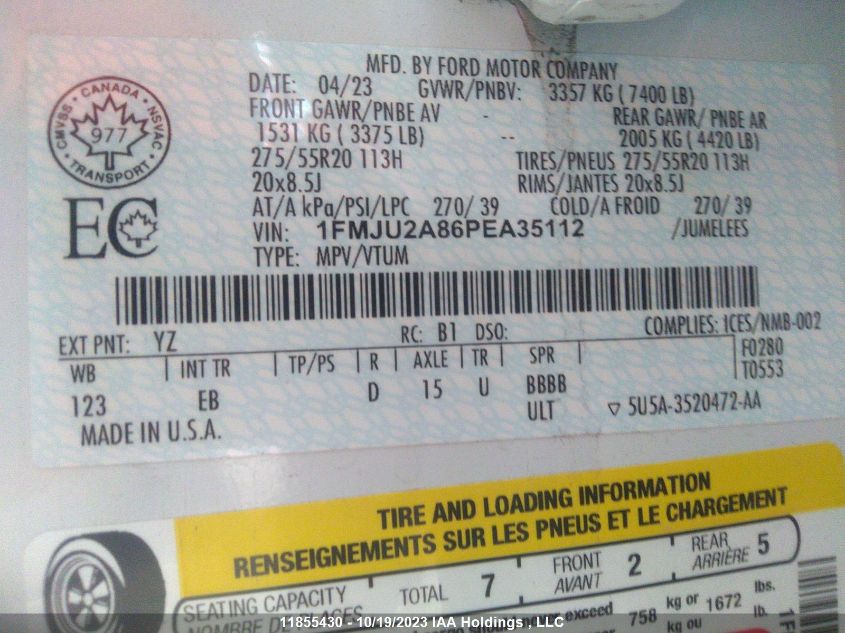 MFD. BY FORD MOTOR COMPANY
DATE: 04/23 GVWR/PNBV: 3357 KG ( 7400 LB)
FRONT GAWR/PNBE AV - REAR GAWR/ PNBE AR
1531 KG ( 3375 LB) -- 2005 KG ( 4420 LB)
275/55R20 113H TIRES/PNEUS 275/55R20 113H
20x8.5J RIMS/JANTES 20x8.5J
AT/A kPa/PSI/LPC 270/ 39 COLD/A FROID 270/ 39
VIN: 1FMJU2A86PEA35112 /JUMELEES
TYPE: MPV/VTUM
CANADA
CMVSS NSVAC
977
TRANSPORT
EC
EXT PNT: YZ RC: B1 DSO: COMPLIES: ICES/NMB-002
WB INT TR TP/PS R AXLE TR SPR F0280
T0553
123 EB D 15 U BBBB
ULT 5U5A-3520472-AA
MADE IN U.S.A.
TIRE AND LOADING INFORMATION
RENSEIGNEMENTS SUR LES PNEUS ET LE CHARGEMENT
SEATING CAPACITY TOTAL 7 FRONT 2 REAR 5
NOMBRE DE AVANT ARRIÈRE
exceed 758 kg or 1672 lbs.
kg ou lb.
11855430 - 10/19/2023 IAA Holdings , LLC